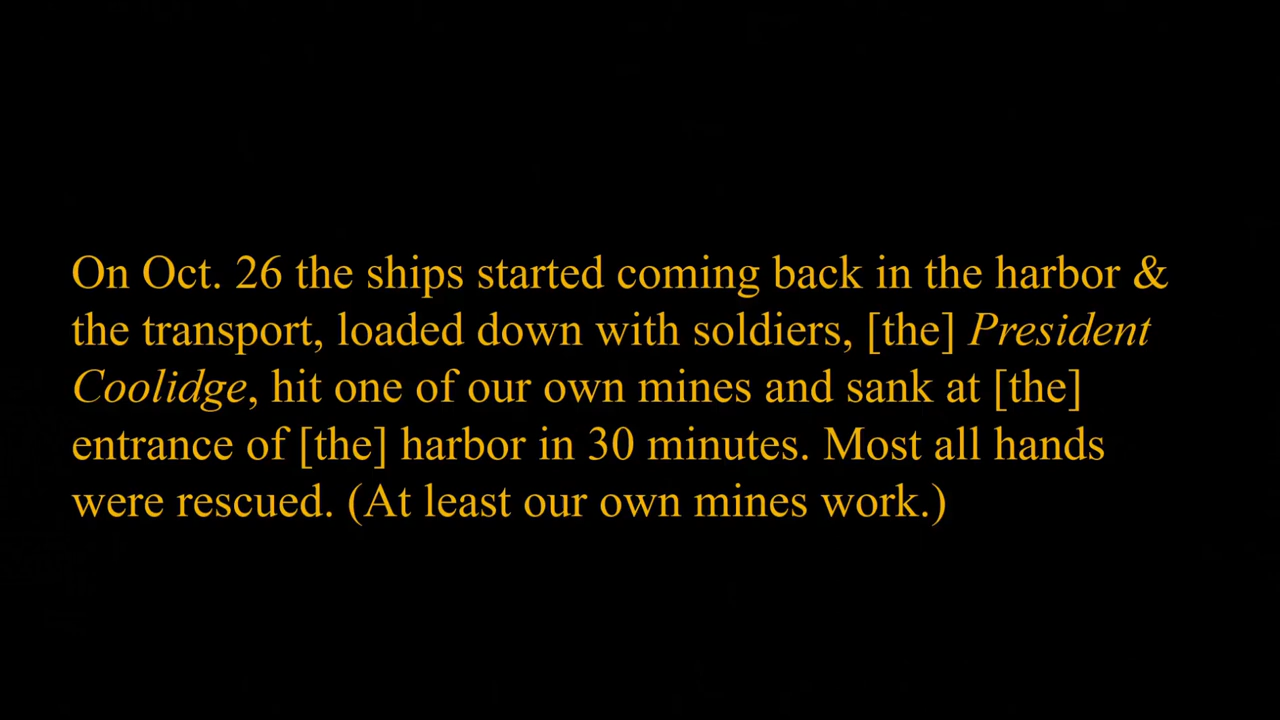 On Oct. 26 the ships started coming back in the harbor &
the transport, loaded down with soldiers, [the] President
Coolidge, hit one of our own mines and sank at [the]
entrance of [the] harbor in 30 minutes. Most all hands
were rescued. (At least our own mines work.)